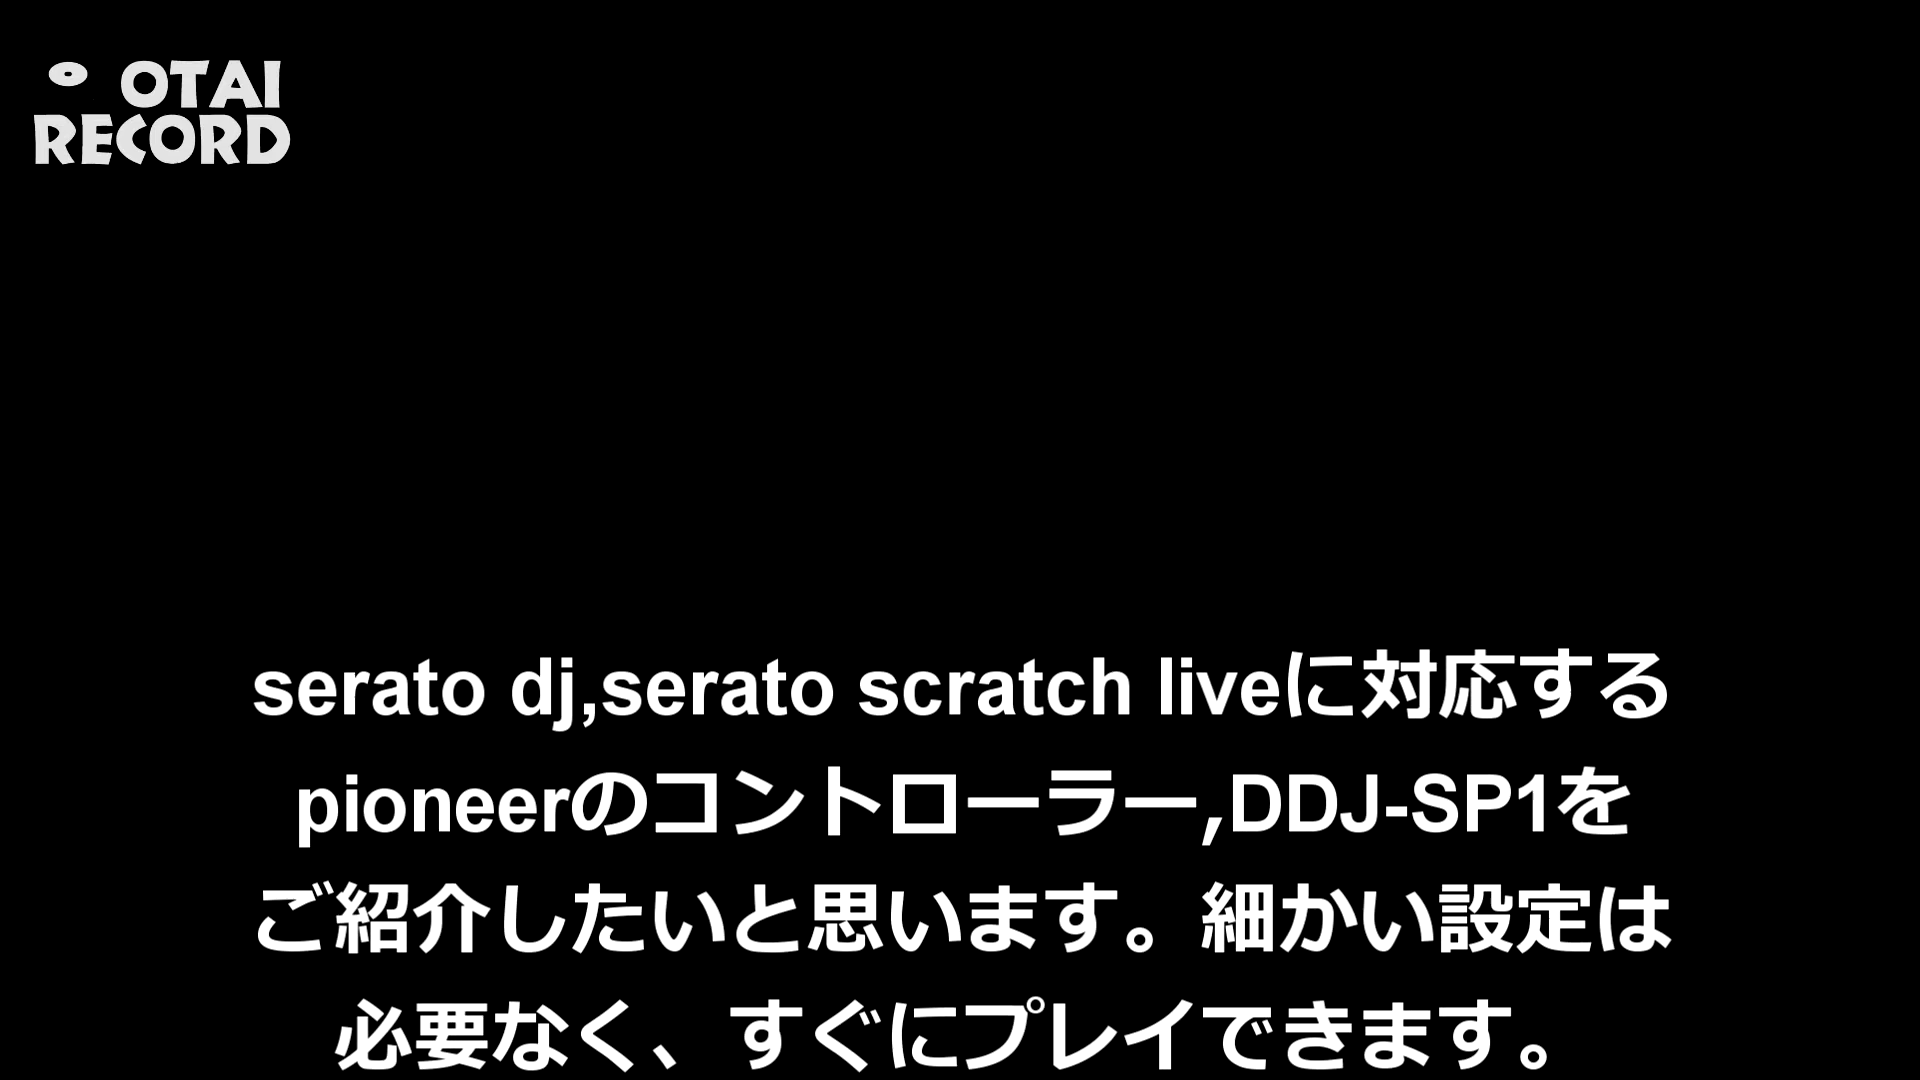 OTAI
RECORD
serato dj,serato scratch liveに対応する
pioneerのコントローラー,DDJ-SP1を
ご紹介したいと思います。細かい設定は
必要なく、すぐにプレイできます。